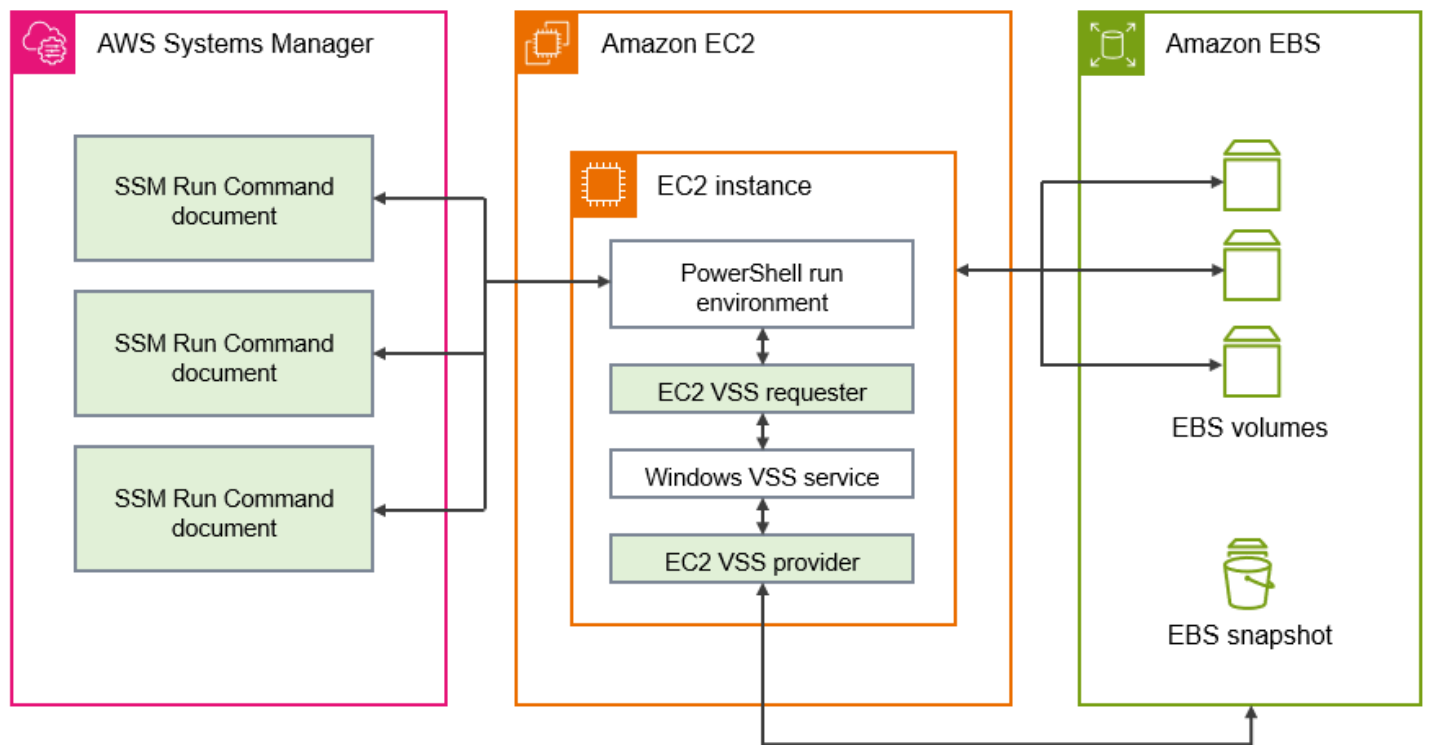 AWS Systems Manager
SSM Run Command
document
SSM Run Command
document
SSM Run Command
document
Amazon EC2
EC2 instance
PowerShell run
environment
EC2 VSS requester
Windows VSS service
EC2 VSS provider
Amazon EBS
EBS volumes
EBS snapshot